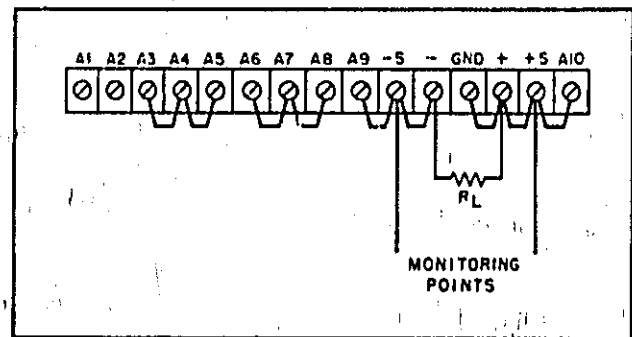 A1 A2 A3 A4 A5 A6 A7 A8 A9 -S - GND + +S A10
RL
MONITORING
POINTS